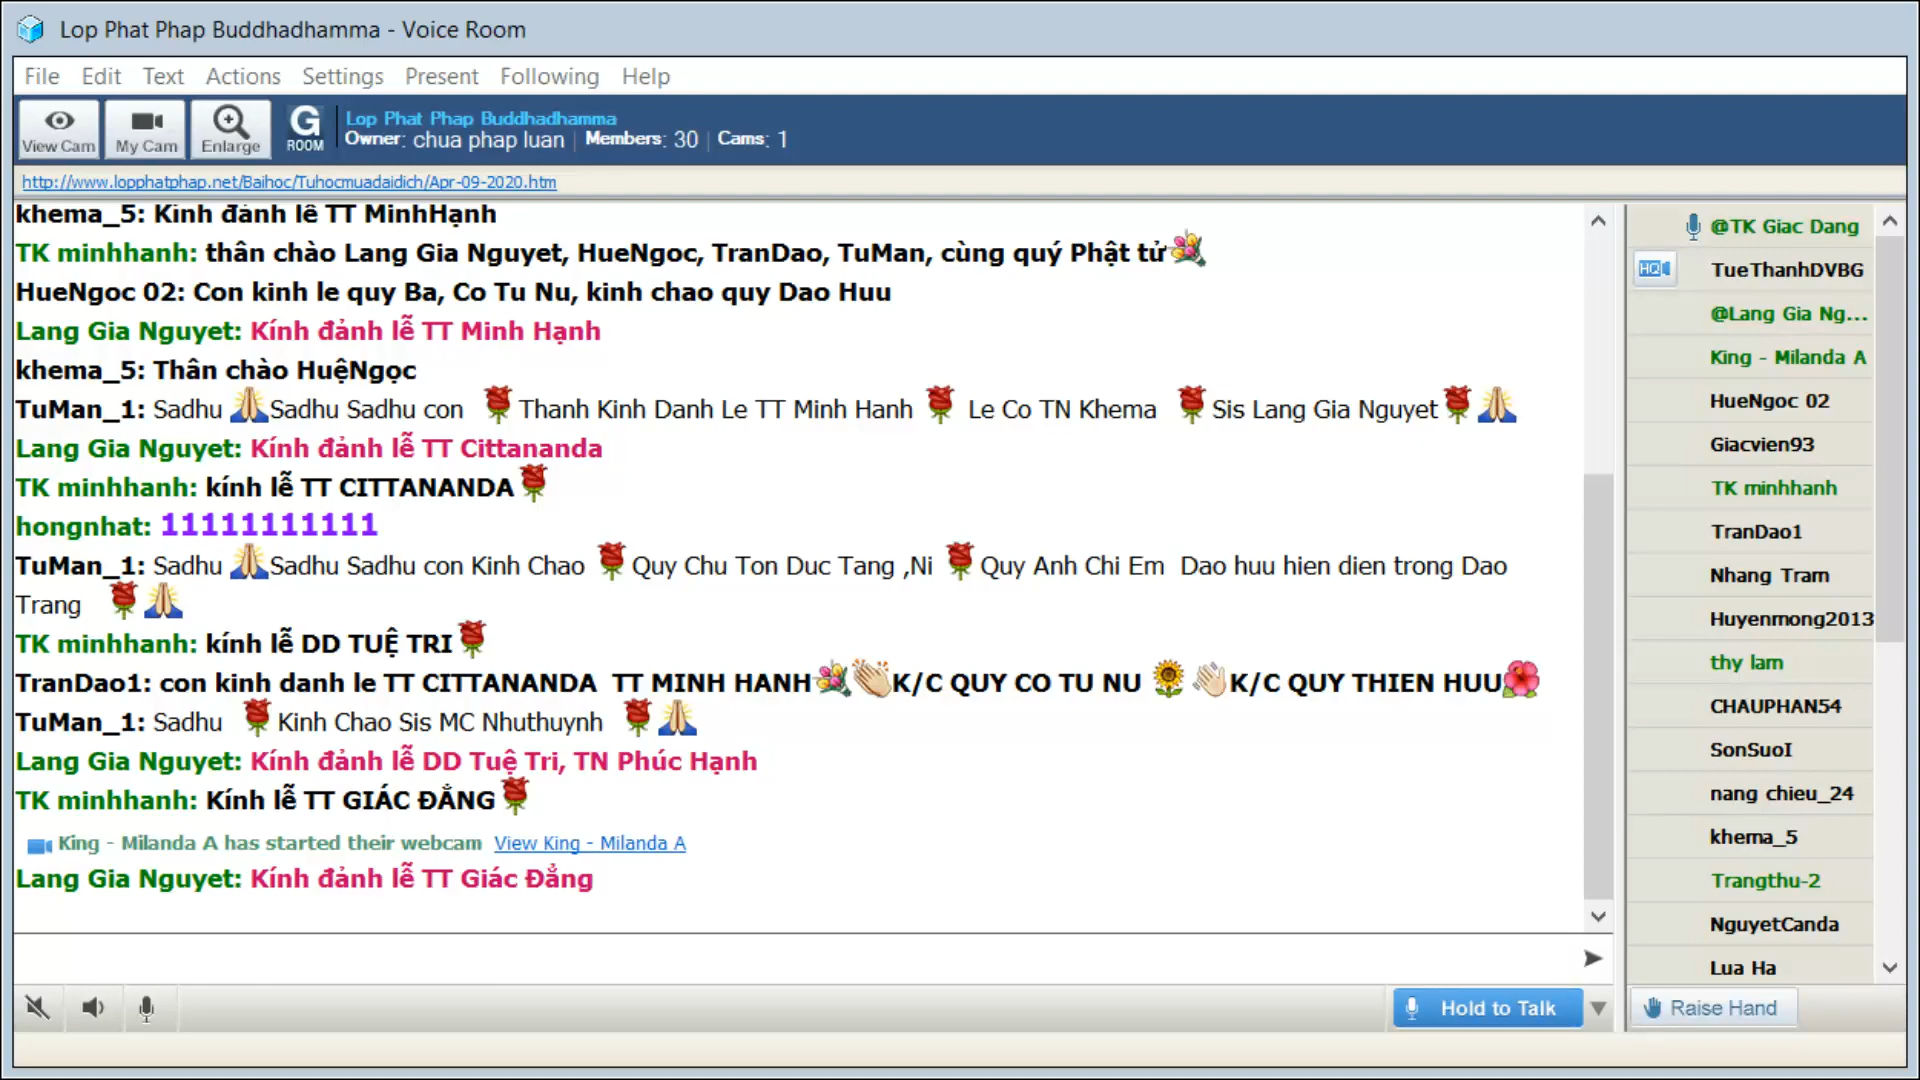 Lop Phat Phap Buddhadhamma - Voice Room
File Edit Text Actions Settings Present Following Help
View Cam My Cam Enlarge G ROOM
Lop Phat Phap Buddhadhamma
Owner: chua phap luan | Members: 30 | Cams: 1
http://www.lopphatphap.net/Baihoc/Tuhocmuadaidich/Apr-09-2020.htm
khema_5: Kính đảnh lễ TT MinhHạnh
TK minhhanh: thân chào Lang Gia Nguyet, HueNgoc, TranDao, TuMan, cùng quý Phật tử
HueNgoc 02: Con kinh le quy Ba, Co Tu Nu, kinh chao quy Dao Huu
Lang Gia Nguyet: Kính đảnh lễ TT Minh Hạnh
khema_5: Thân chào HuệNgọc
TuMan_1: Sadhu Sadhu Sadhu con Thanh Kinh Danh Le TT Minh Hanh Le Co TN Khema Sis Lang Gia Nguyet
Lang Gia Nguyet: Kính đảnh lễ TT Cittananda
TK minhhanh: kính lễ TT CITTANANDA
hongnhat: 11111111111
TuMan_1: Sadhu Sadhu Sadhu con Kinh Chao Quy Chu Ton Duc Tang ,Ni Quy Anh Chi Em Dao huu hien dien trong Dao
Trang
TK minhhanh: kính lễ DD TUỆ TRI
TranDao1: con kinh danh le TT CITTANANDA TT MINH HANH K/C QUY CO TU NU K/C QUY THIEN HUU
TuMan_1: Sadhu Kinh Chao Sis MC Nhuthuynh
Lang Gia Nguyet: Kính đảnh lễ DD Tuệ Tri, TN Phúc Hạnh
TK minhhanh: Kính lễ TT GIÁC ĐẲNG
King - Milanda A has started their webcam View King - Milanda A
Lang Gia Nguyet: Kính đảnh lễ TT Giác Đẳng
Hold to Talk
@TK Giac Dang
HQ TueThanhDVBG
@Lang Gia Ng...
King - Milanda A
HueNgoc 02
Giacvien93
TK minhhanh
TranDao1
Nhang Tram
Huyenmong2013
thy lam
CHAUPHAN54
SonSuoI
nang chieu_24
khema_5
Trangthu-2
NguyetCanda
Lua Ha
Raise Hand